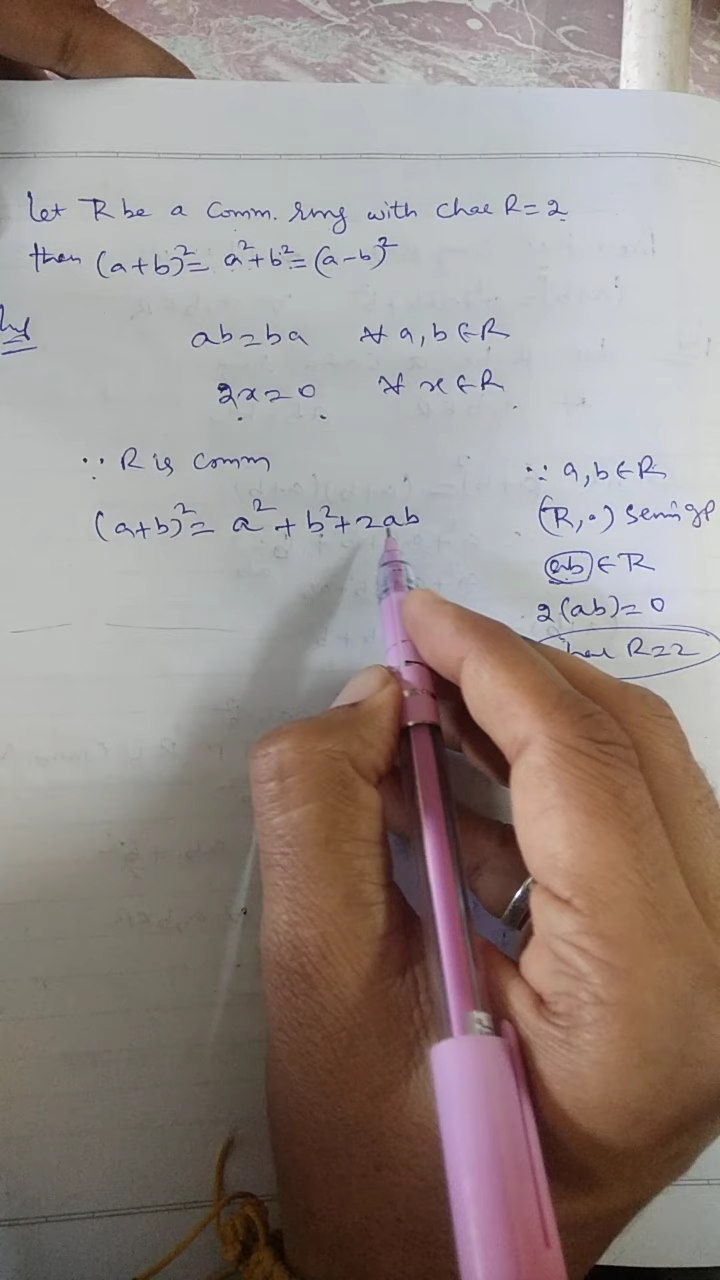 Let R be a Comm. ring with Char R = 2
then (a+b)² = a²+b² = (a-b)²
ab = ba ∀ a, b ∈ R
2x = 0 ∀ x ∈ R
∵ R is Comm
(a+b)² = a² + b² + 2ab
∵ a, b ∈ R
(R, •) Semigp
ab ∈ R
2(ab) = 0
R = 2